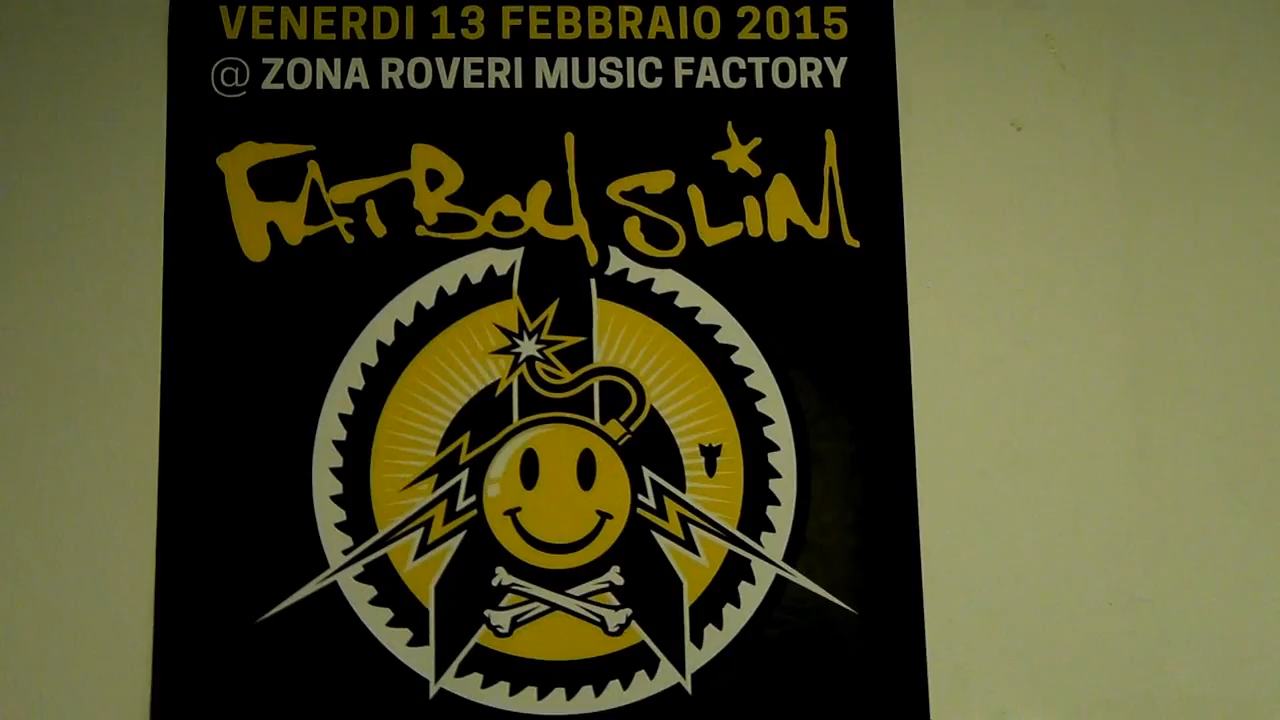 VENERDI 13 FEBBRAIO 2015
@ ZONA ROVERI MUSIC FACTORY
FATBOY SLIM